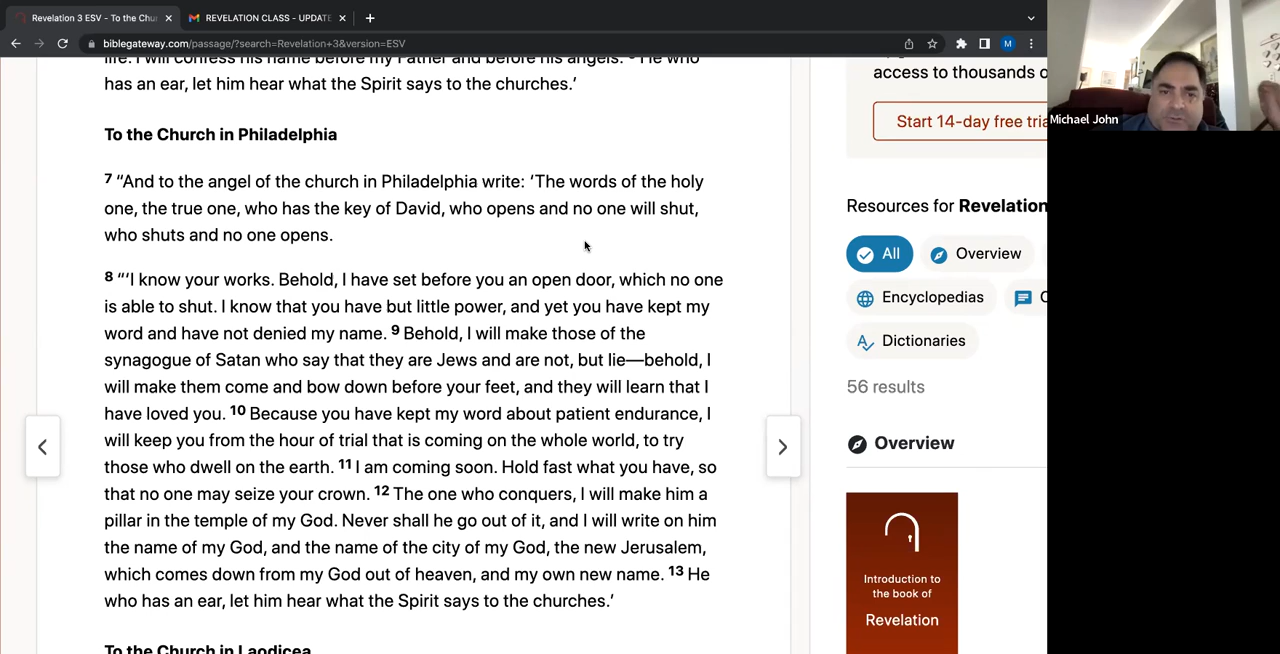 Revelation 3 ESV - To the Chu
REVELATION CLASS - UPDATE
biblegateway.com/passage/?search=Revelation+3&version=ESV
M
life. I will confess his name before my Father and before his angels. He who
has an ear, let him hear what the Spirit says to the churches.’
To the Church in Philadelphia
7 “And to the angel of the church in Philadelphia write: ‘The words of the holy
one, the true one, who has the key of David, who opens and no one will shut,
who shuts and no one opens.
8 “‘I know your works. Behold, I have set before you an open door, which no one
is able to shut. I know that you have but little power, and yet you have kept my
word and have not denied my name. 9 Behold, I will make those of the
synagogue of Satan who say that they are Jews and are not, but lie—behold, I
will make them come and bow down before your feet, and they will learn that I
have loved you. 10 Because you have kept my word about patient endurance, I
will keep you from the hour of trial that is coming on the whole world, to try
those who dwell on the earth. 11 I am coming soon. Hold fast what you have, so
that no one may seize your crown. 12 The one who conquers, I will make him a
pillar in the temple of my God. Never shall he go out of it, and I will write on him
the name of my God, and the name of the city of my God, the new Jerusalem,
which comes down from my God out of heaven, and my own new name. 13 He
who has an ear, let him hear what the Spirit says to the churches.’
To the Church in Laodicea
access to thousands o
Start 14-day free tria
Resources for Revelation
All
Overview
Encyclopedias
C
Dictionaries
56 results
Overview
Introduction to
the book of
Revelation
Michael John